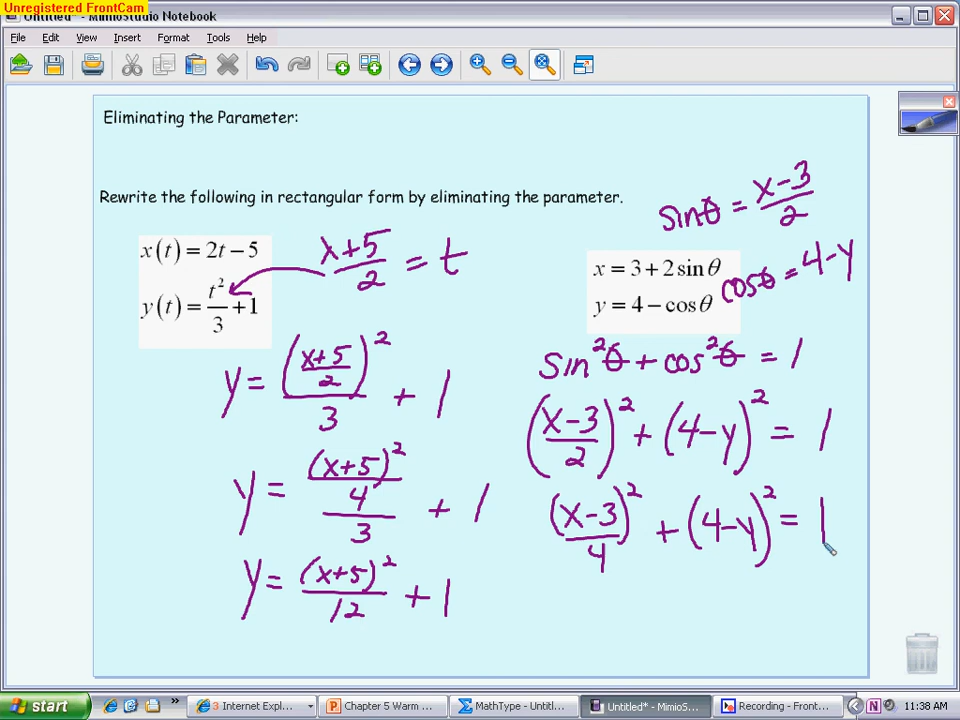 Unregistered FrontCam
Untitled* - MimioStudio Notebook
File Edit View Insert Format Tools Help
Eliminating the Parameter:
Rewrite the following in rectangular form by eliminating the parameter.
x(t) = 2t − 5
y(t) = t²/3 + 1
(x+5)/2 = t
y = ((x+5)/2)²/3 + 1
y = ((x+5)²/4)/3 + 1
y = (x+5)²/12 + 1
sinθ = (x−3)/2
x = 3 + 2 sin θ
y = 4 − cos θ
cosθ = 4−y
sin²θ + cos²θ = 1
((x−3)/2)² + (4−y)² = 1
(x−3)²/4 + (4−y)² = 1
start
3 Internet Expl...
Chapter 5 Warm ...
MathType - Untitl...
Untitled* - MimioS...
Recording - Front...
11:38 AM